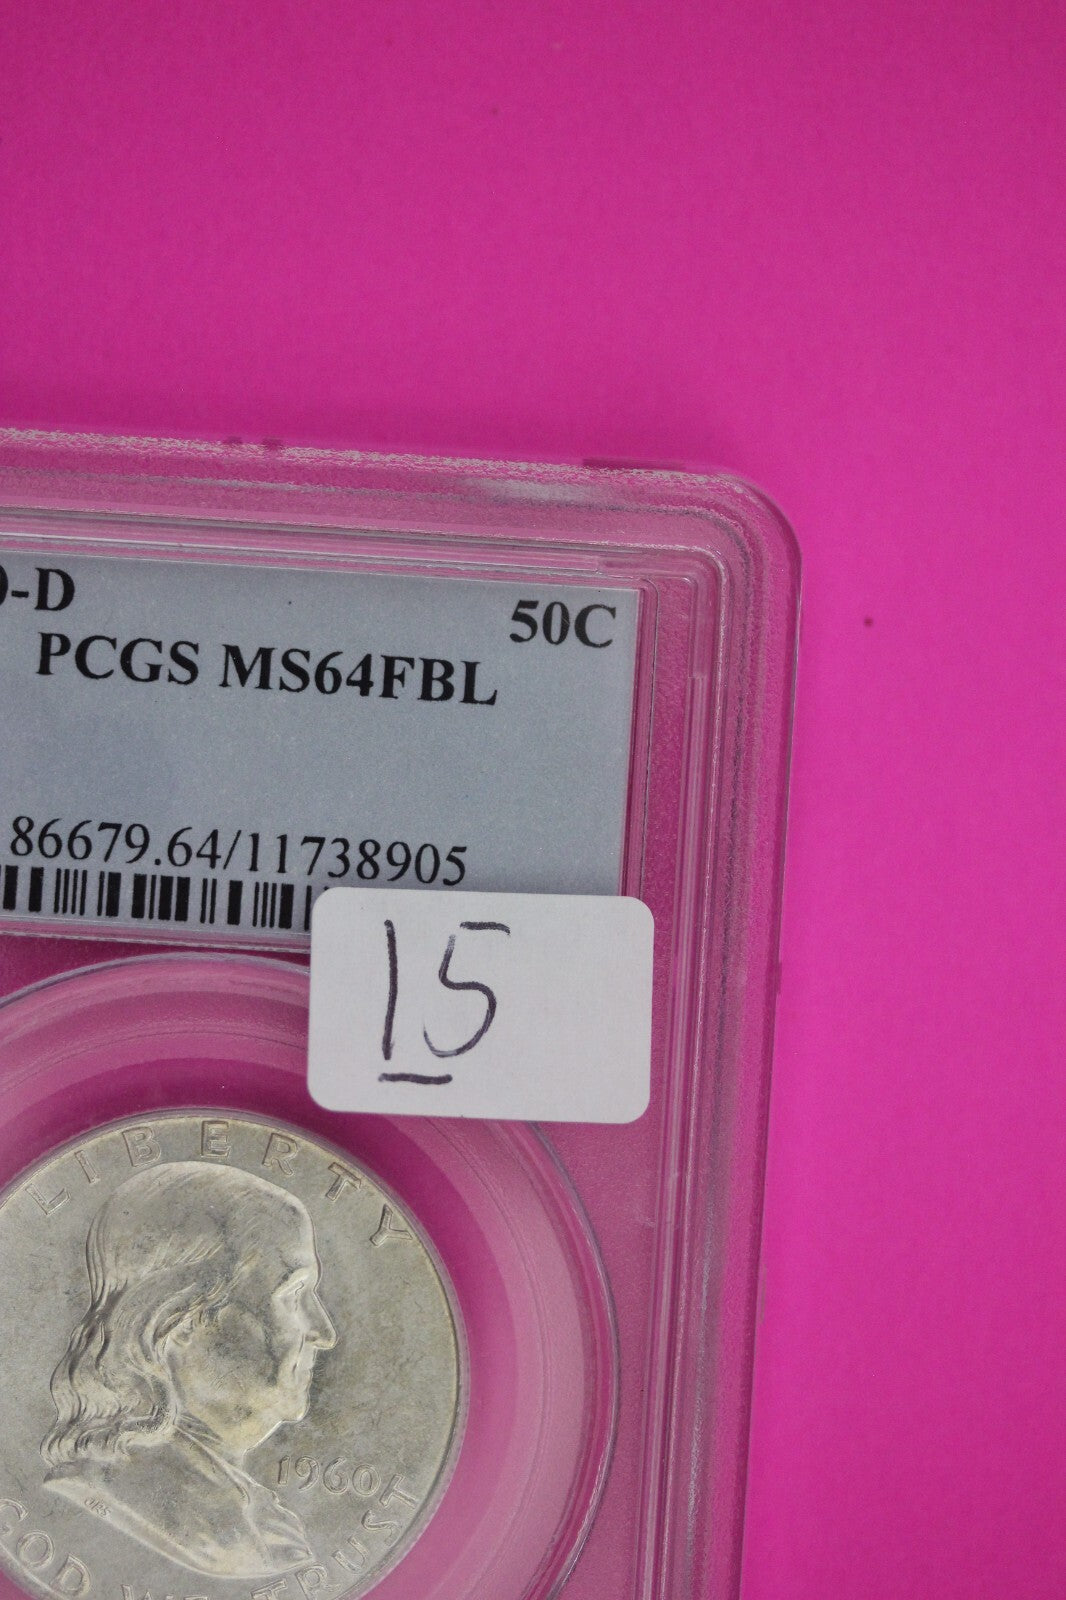 0-D 50C
PCGS MS64FBL
86679.64/11738905
15
LIBERTY
1960
GOD WE TRUST